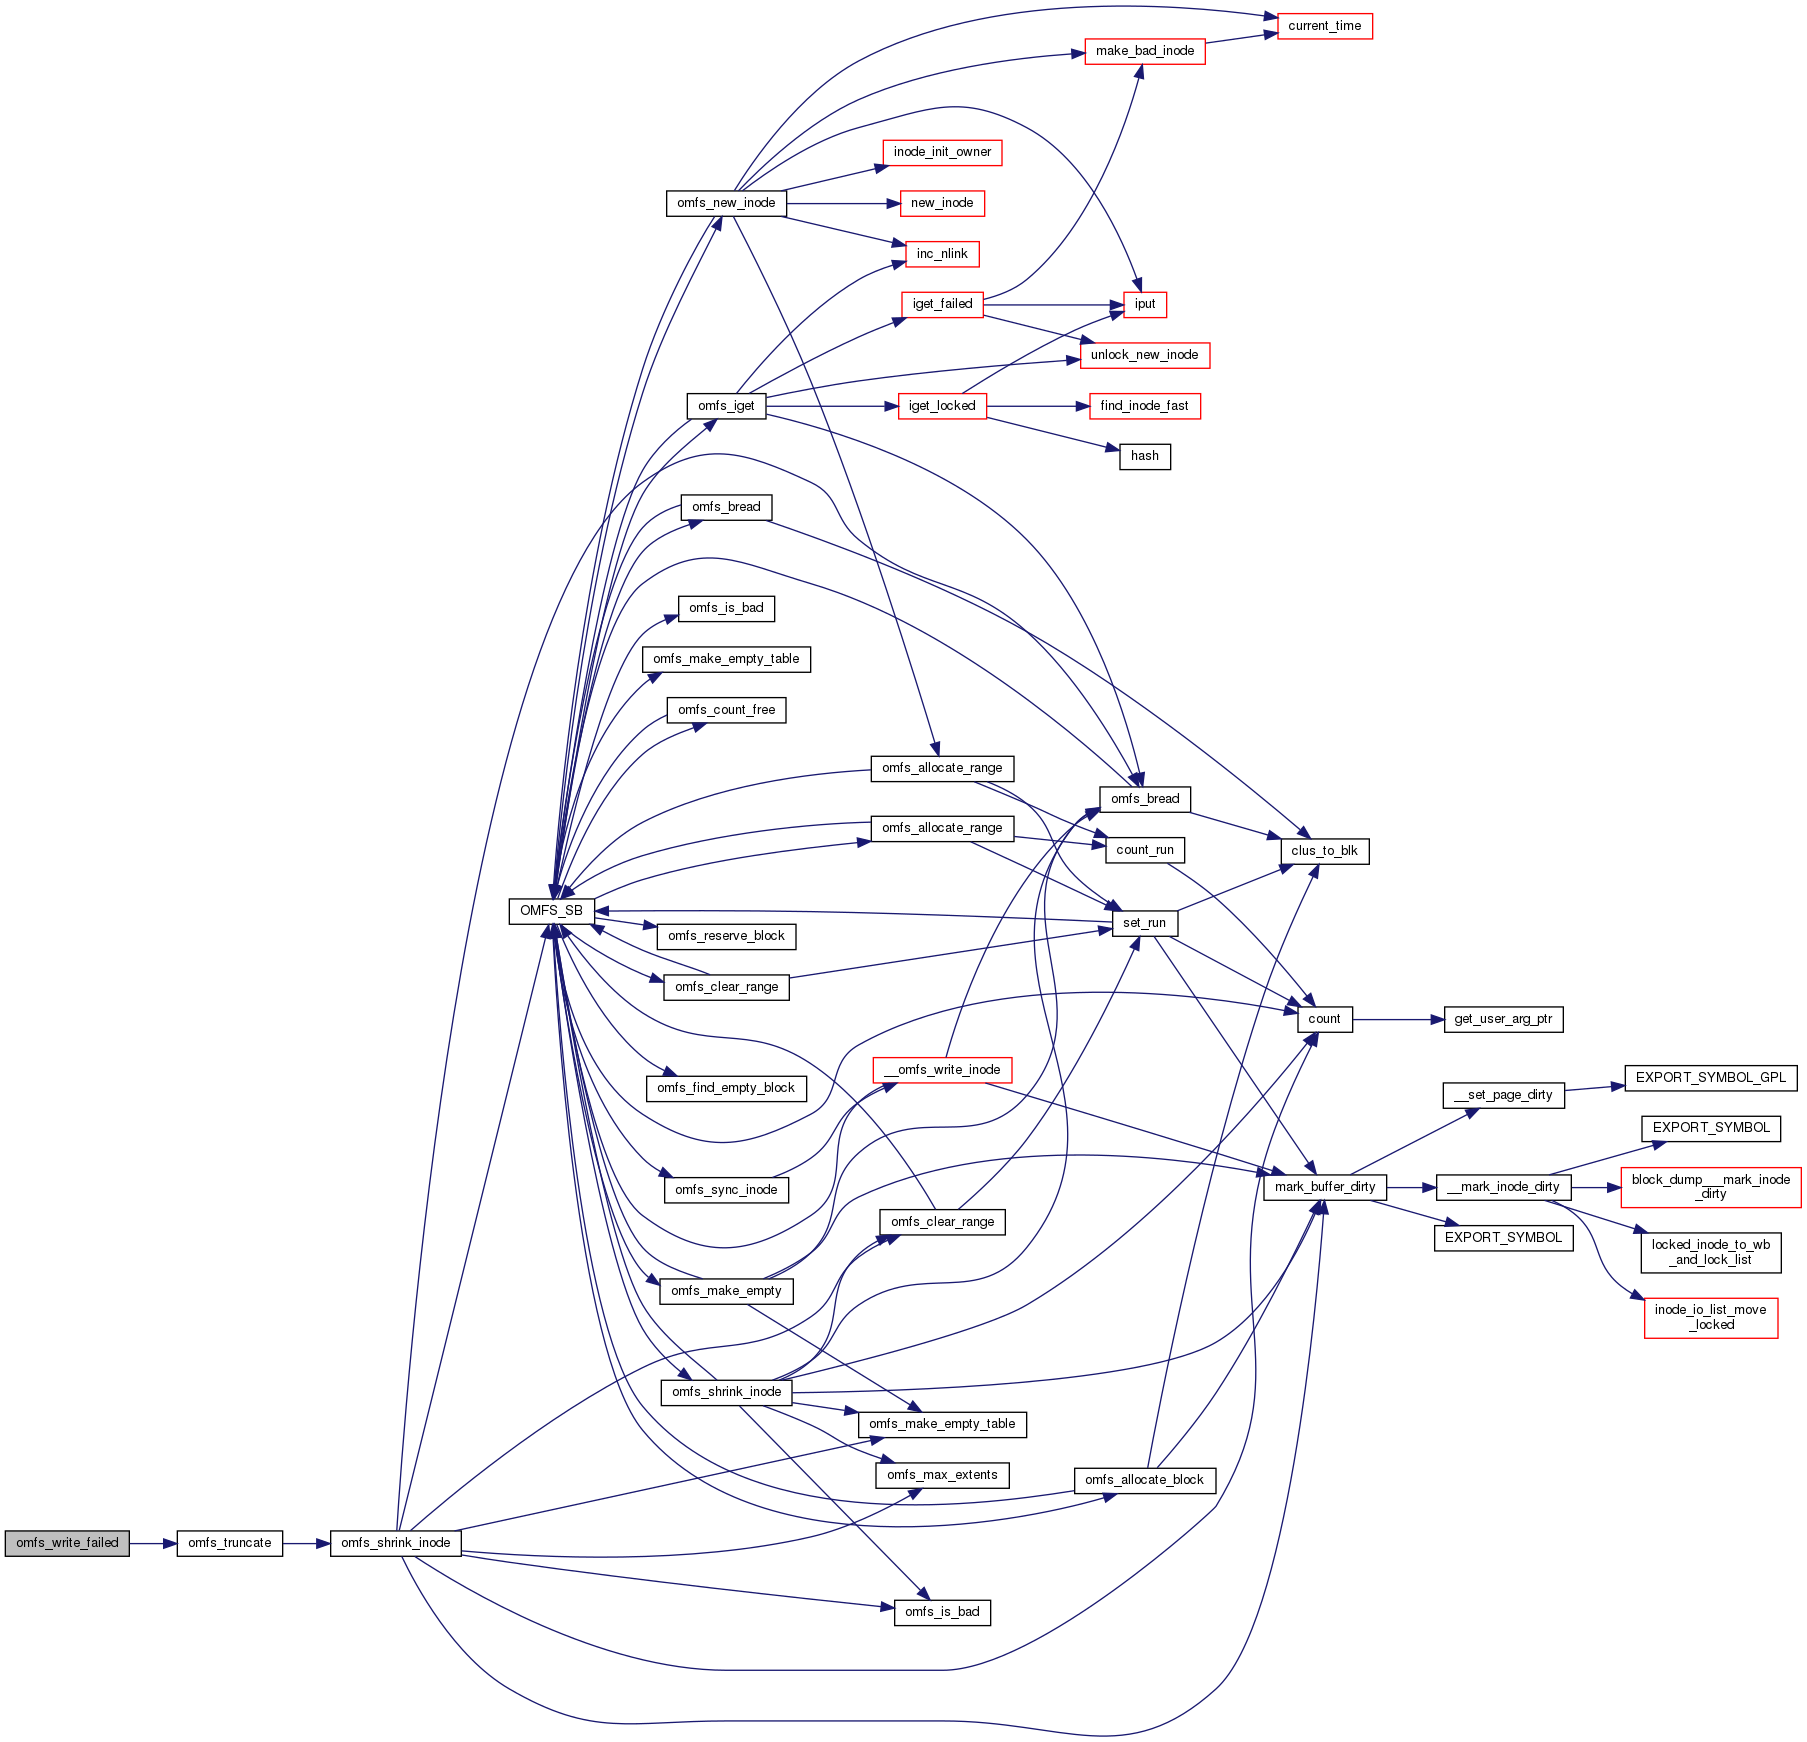 current_time
make_bad_inode
inode_init_owner
omfs_new_inode
new_inode
inc_nlink
iget_failed
iput
unlock_new_inode
omfs_iget
iget_locked
find_inode_fast
hash
omfs_bread
omfs_is_bad
omfs_make_empty_table
omfs_count_free
omfs_allocate_range
omfs_bread
omfs_allocate_range
count_run
clus_to_blk
OMFS_SB
set_run
omfs_reserve_block
omfs_clear_range
count
get_user_arg_ptr
__omfs_write_inode
omfs_find_empty_block
EXPORT_SYMBOL_GPL
__set_page_dirty
EXPORT_SYMBOL
omfs_sync_inode
mark_buffer_dirty
__mark_inode_dirty
block_dump___mark_inode
_dirty
omfs_clear_range
EXPORT_SYMBOL
locked_inode_to_wb
_and_lock_list
omfs_make_empty
inode_io_list_move
_locked
omfs_shrink_inode
omfs_make_empty_table
omfs_max_extents
omfs_allocate_block
omfs_write_failed
omfs_truncate
omfs_shrink_inode
omfs_is_bad